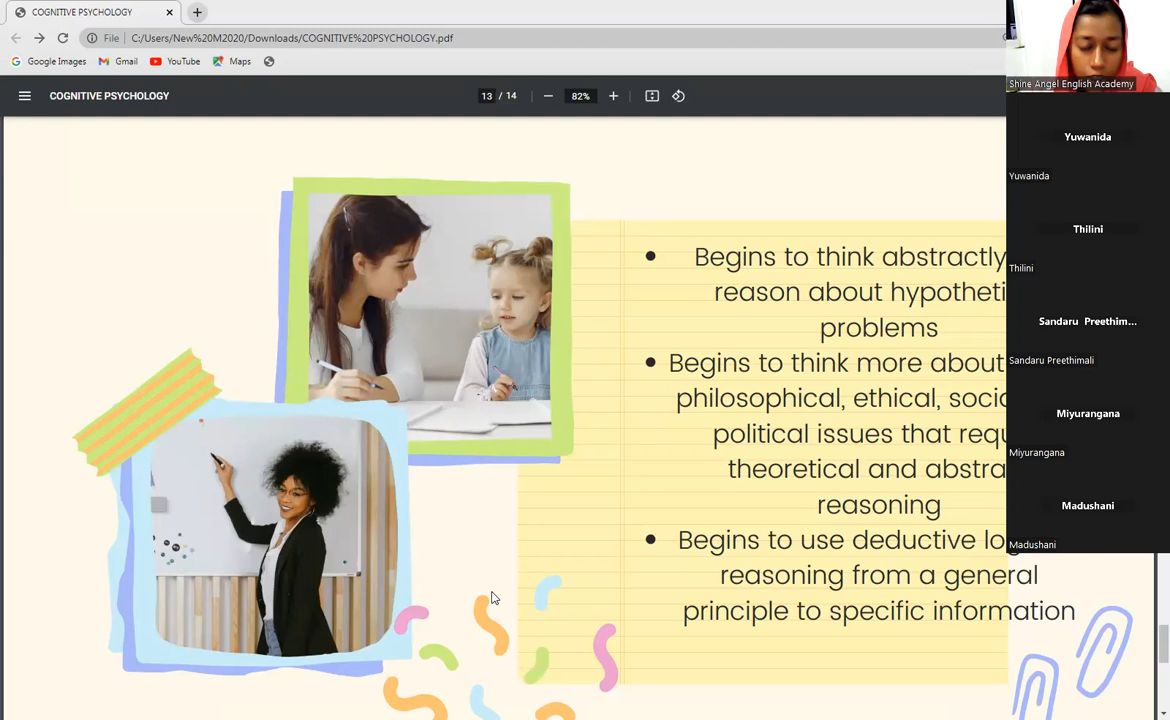 COGNITIVE PSYCHOLOGY
File
C:/Users/New%20M2020/Downloads/COGNITIVE%20PSYCHOLOGY.pdf
Google Images
Gmail
YouTube
Maps
COGNITIVE PSYCHOLOGY
13 / 14
82%
Begins to think abstractly
reason about hypotheti
problems
Begins to think more about
philosophical, ethical, socia
political issues that requ
theoretical and abstra
reasoning
Begins to use deductive lo
reasoning from a general
principle to specific information
Shine Angel English Academy
Yuwanida
Yuwanida
Thilini
Thilini
Sandaru Preethim...
Sandaru Preethimali
Miyurangana
Miyurangana
Madushani
Madushani